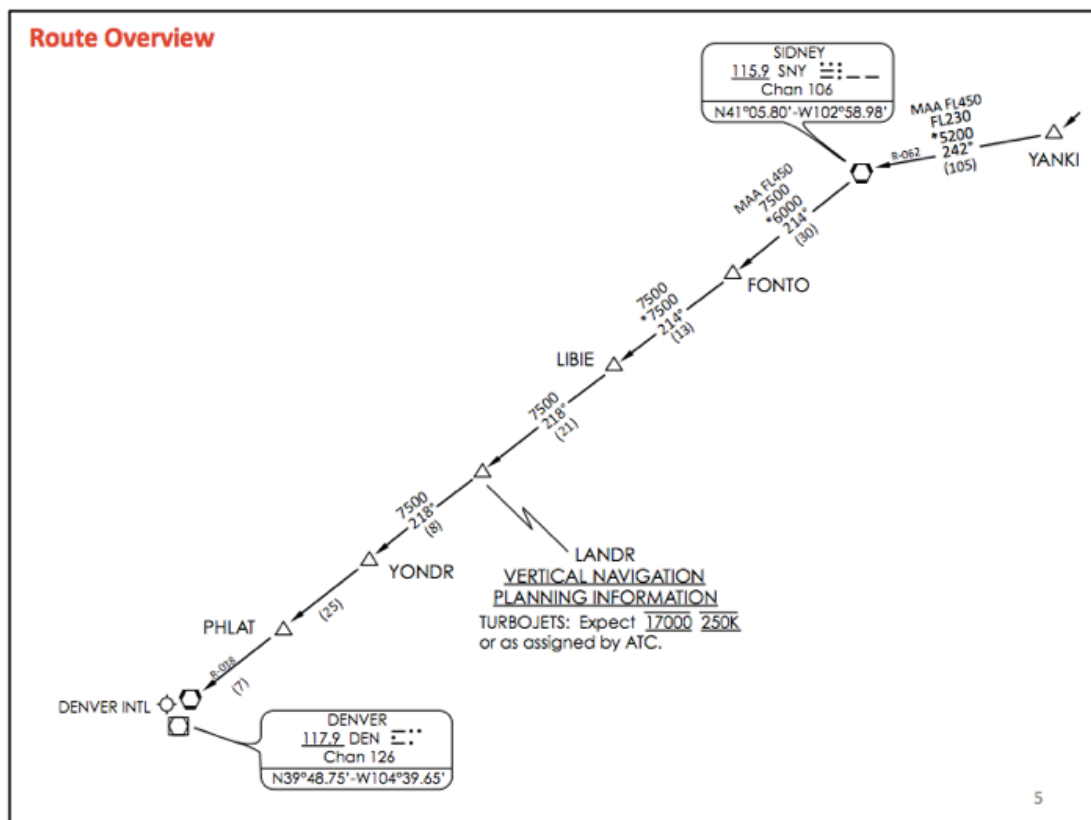 Route Overview
SIDNEY
115.9 SNY
Chan 106
N41°05.80'-W102°58.98'
MAA FL450
FL230
*5200
242°
(105)
R-062
YANKI
MAA FL450
7500
*6000
214°
(30)
FONTO
7500
*7500
214°
(13)
LIBIE
7500
218°
(21)
LANDR
VERTICAL NAVIGATION
PLANNING INFORMATION
TURBOJETS: Expect 17000 250K
or as assigned by ATC.
7500
218°
(8)
YONDR
(25)
PHLAT
R-038
(7)
DENVER INTL
DENVER
117.9 DEN
Chan 126
N39°48.75'-W104°39.65'
5